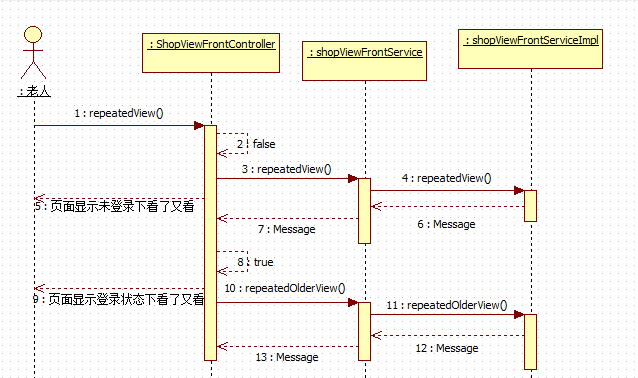 : ShopViewFrontController
: shopViewFrontService
: shopViewFrontServiceImpl
: 老人
1 : repeatedView()
2 : false
3 : repeatedView()
4 : repeatedView()
5 : 页面显示未登录下看了又看
6 : Message
7 : Message
8 : true
9 : 页面显示登录状态下看了又看
10 : repeatedOlderView()
11 : repeatedOlderView()
12 : Message
13 : Message